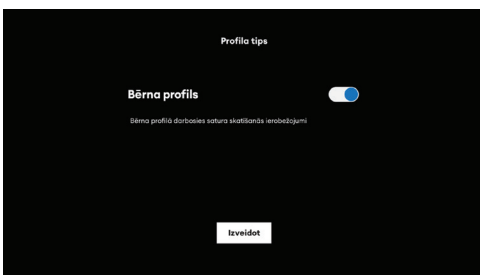 Profila tips
Bērna profils
Bērna profilā darbosies satura skatīšanās ierobežojumi
Izveidot